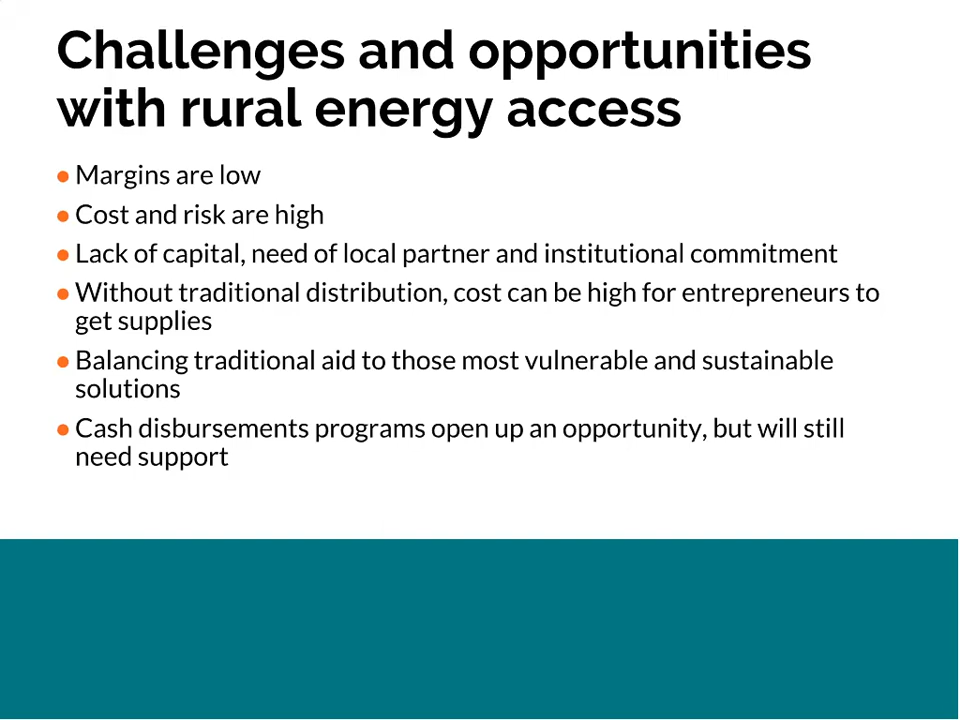 Challenges and opportunities
with rural energy access
• Margins are low
• Cost and risk are high
• Lack of capital, need of local partner and institutional commitment
• Without traditional distribution, cost can be high for entrepreneurs to
get supplies
• Balancing traditional aid to those most vulnerable and sustainable
solutions
• Cash disbursements programs open up an opportunity, but will still
need support